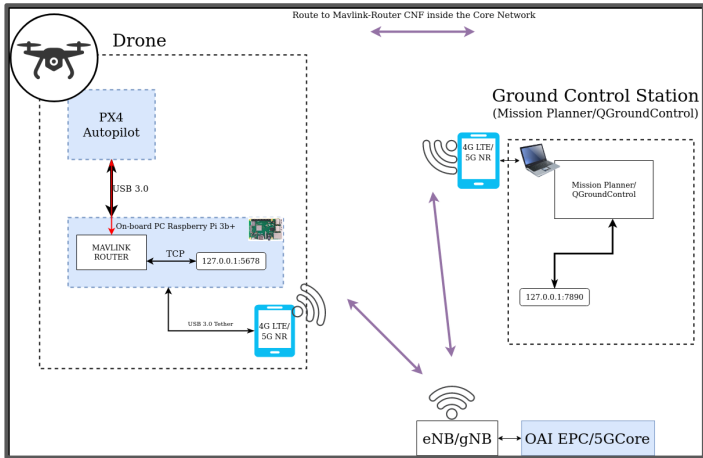 Route to Mavlink-Router CNF inside the Core Network
Drone
PX4
Autopilot
USB 3.0
On-board PC Raspberry Pi 3b+
MAVLINK
ROUTER
TCP
127.0.0.1:5678
USB 3.0 Tether
4G LTE/
5G NR
Ground Control Station
(Mission Planner/QGroundControl)
4G LTE/
5G NR
Mission Planner/
QGroundControl
127.0.0.1:7890
eNB/gNB
OAI EPC/5GCore